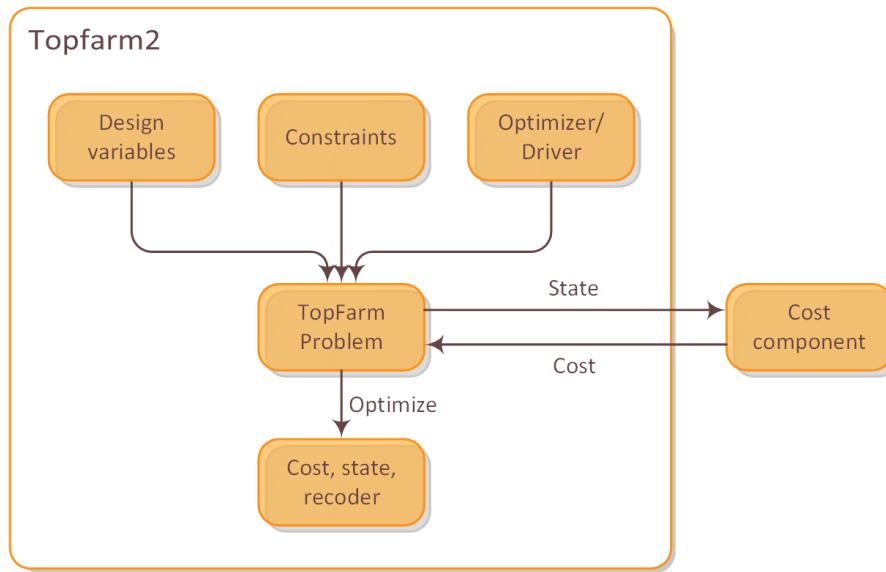 Topfarm2
Design
variables
Constraints
Optimizer/
Driver
TopFarm
Problem
State
Cost
Cost
component
Optimize
Cost, state,
recoder